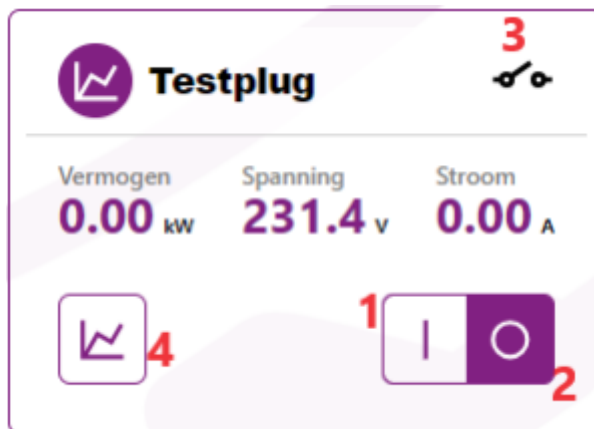 3
Testplug
Vermogen Spanning Stroom
0.00 kW 231.4 V 0.00 A
4 1 2